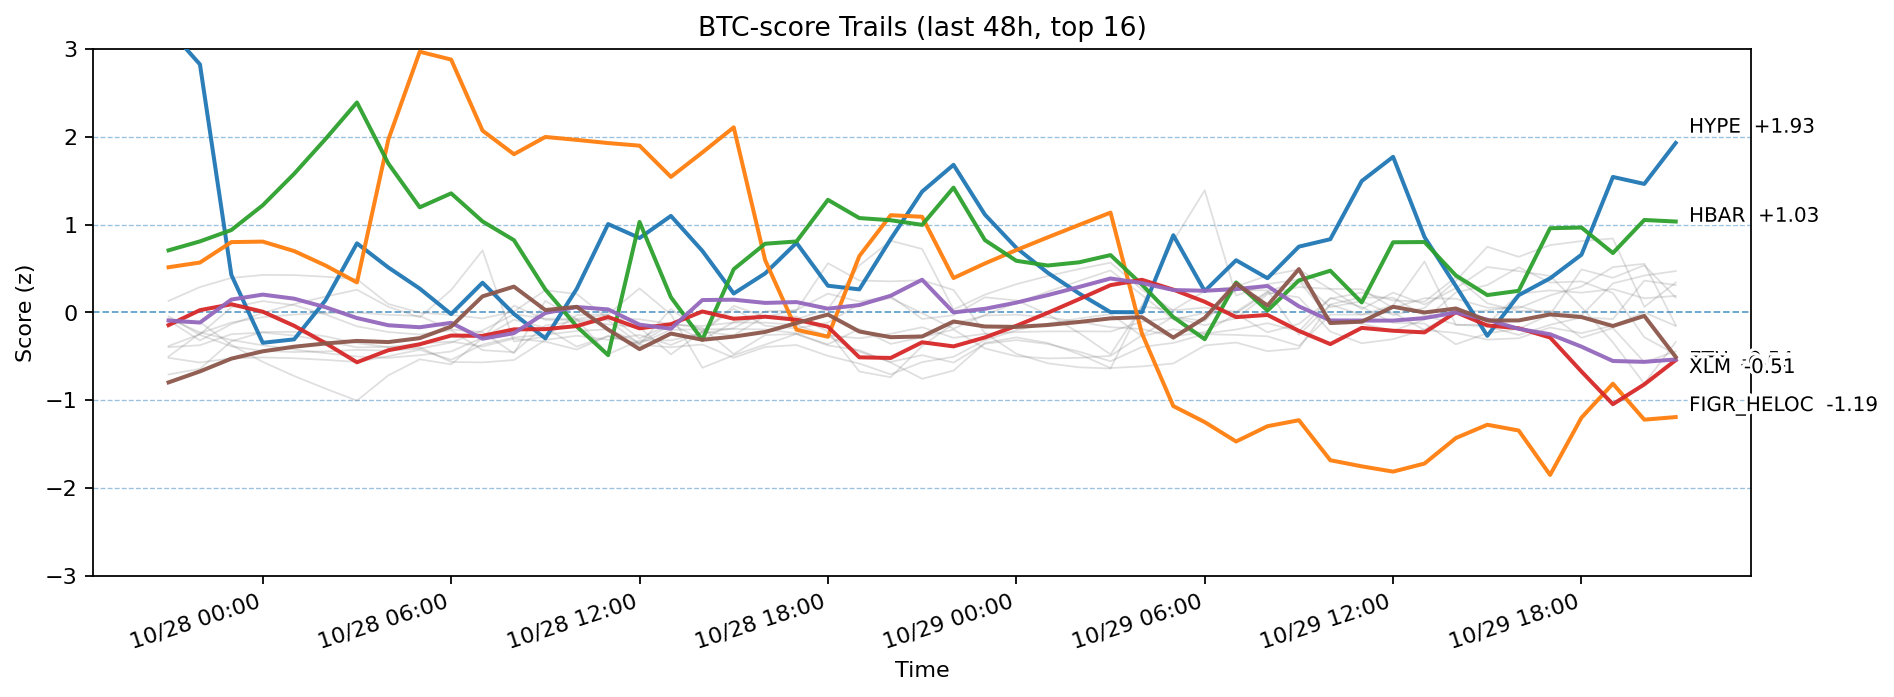 BTC-score Trails (last 48h, top 16)
3
2
1
0
−1
−2
−3
Score (z)
HYPE +1.93
HBAR +1.03
XLM -0.51
FIGR_HELOC -1.19
10/28 00:00
10/28 06:00
10/28 12:00
10/28 18:00
10/29 00:00
10/29 06:00
10/29 12:00
10/29 18:00
Time